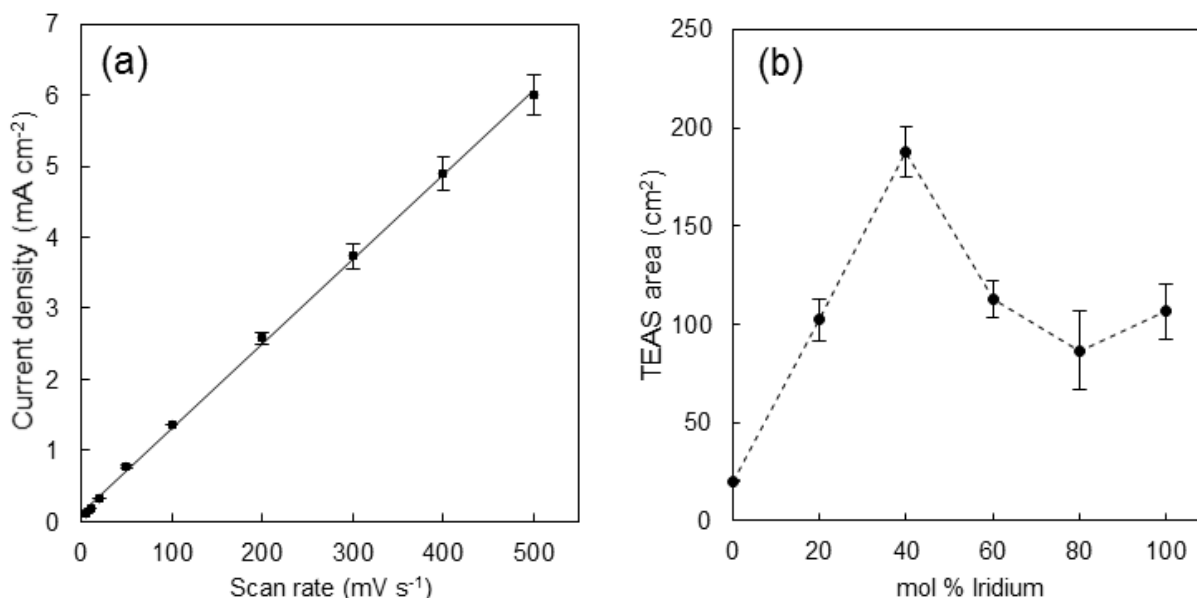 (a)
7
6
5
4
3
2
1
0
Current density (mA cm⁻²)
0 100 200 300 400 500
Scan rate (mV s⁻¹)
(b)
250
200
150
100
50
0
TEAS area (cm²)
0 20 40 60 80 100
mol % Iridium